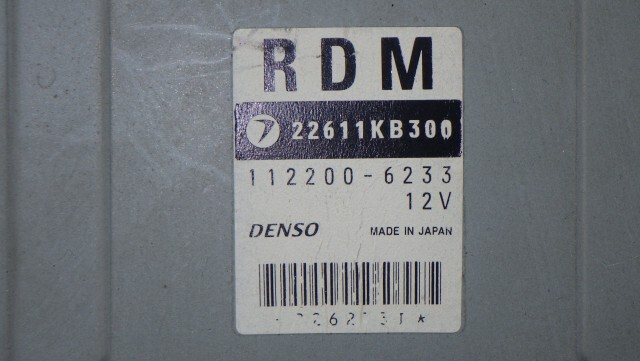 RDM
22611KB300
112200-6233
12V
DENSO MADE IN JAPAN